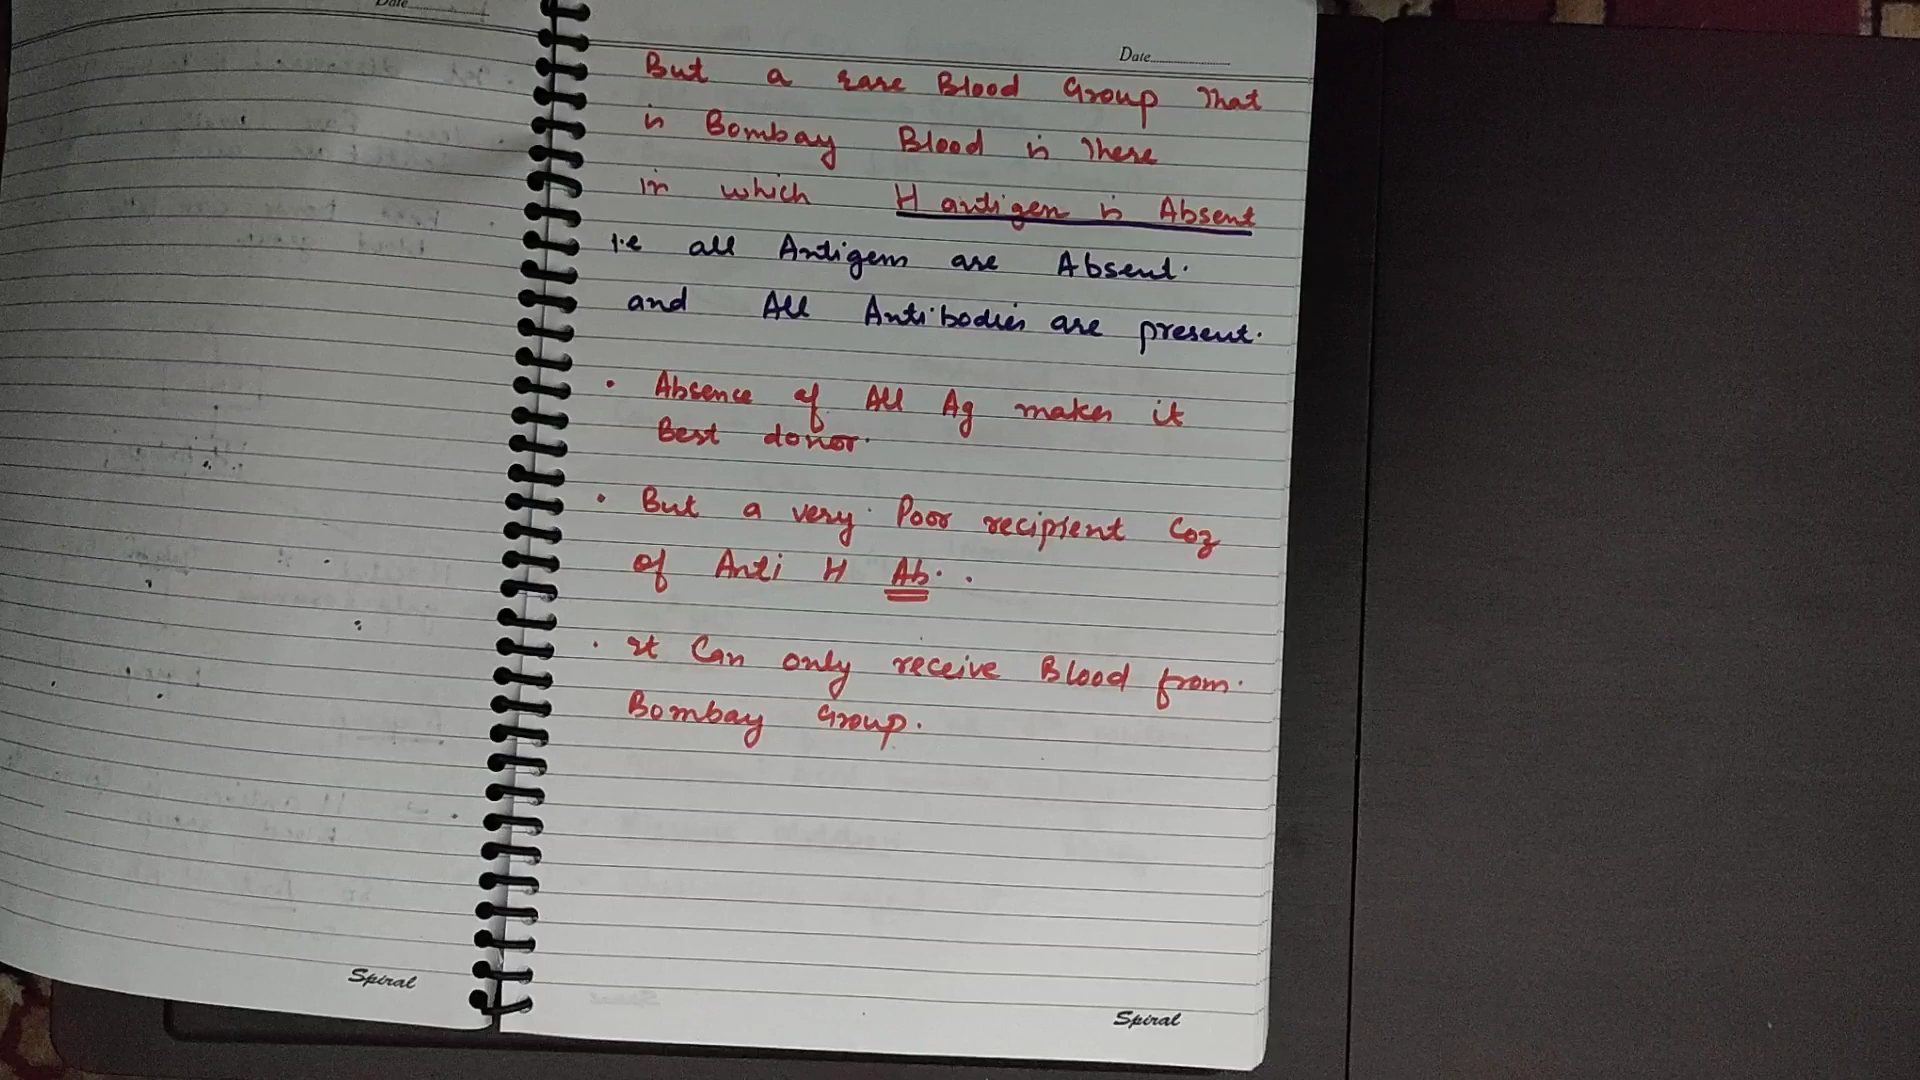 Date
Date
But a rare Blood Group That
is Bombay Blood is There
in which H antigen is Absent
i.e all Antigens are Absent.
and All Antibodies are present.
• Absence of All Ag makes it
Best donor.
• But a very Poor recipient Coz
of Anti H Ab.
• It Can only receive Blood from
Bombay Group.
Spiral
Spiral